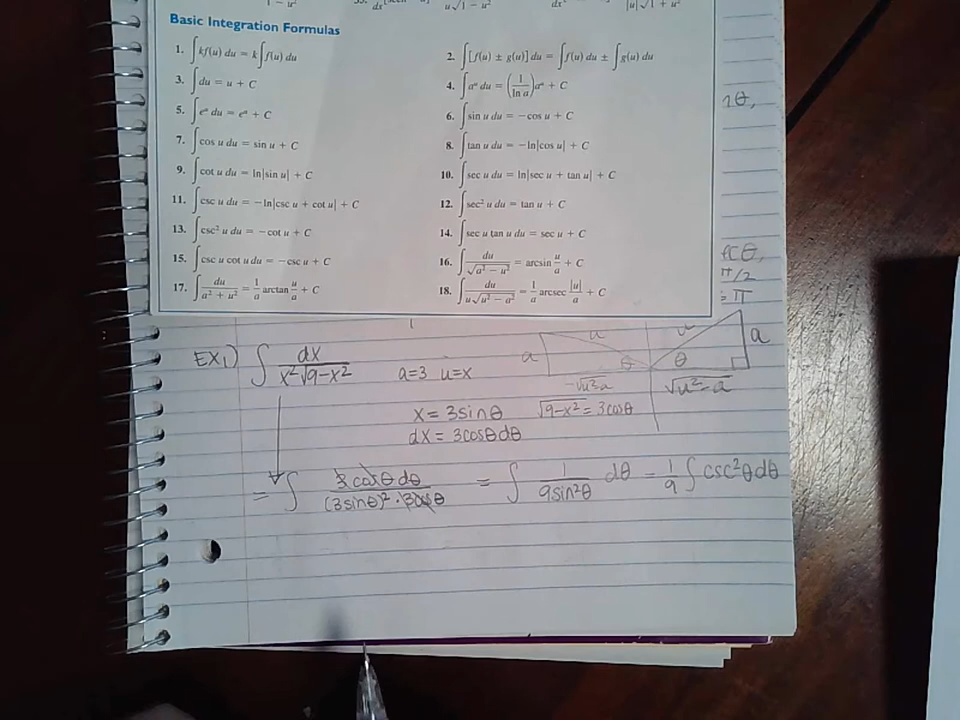 Basic Integration Formulas
1. ∫kf(u) du = k∫f(u) du
2. ∫[f(u) ± g(u)] du = ∫f(u) du ± ∫g(u) du
3. ∫du = u + C
4. ∫aᵘ du = (1/ln a)aᵘ + C
5. ∫eᵘ du = eᵘ + C
6. ∫sin u du = −cos u + C
7. ∫cos u du = sin u + C
8. ∫tan u du = −ln|cos u| + C
9. ∫cot u du = ln|sin u| + C
10. ∫sec u du = ln|sec u + tan u| + C
11. ∫csc u du = −ln|csc u + cot u| + C
12. ∫sec² u du = tan u + C
13. ∫csc² u du = −cot u + C
14. ∫sec u tan u du = sec u + C
15. ∫csc u cot u du = −csc u + C
16. ∫du/√(a² − u²) = arcsin u/a + C
17. ∫du/(a² + u²) = 1/a arctan u/a + C
18. ∫du/(u√(u² − a²)) = 1/a arcsec |u|/a + C
θ,
θ,
π/2
= π
a u θ u θ a
√u²-a
EX1) ∫ dx/(x²√9-x²) a=3 u=x
x = 3sinθ √9-x² = 3cosθ
dx = 3cosθdθ
= ∫ 3cosθdθ/((3sinθ)²·3cosθ) = ∫ 1/(9sin²θ) dθ = 1/9 ∫csc²θdθ